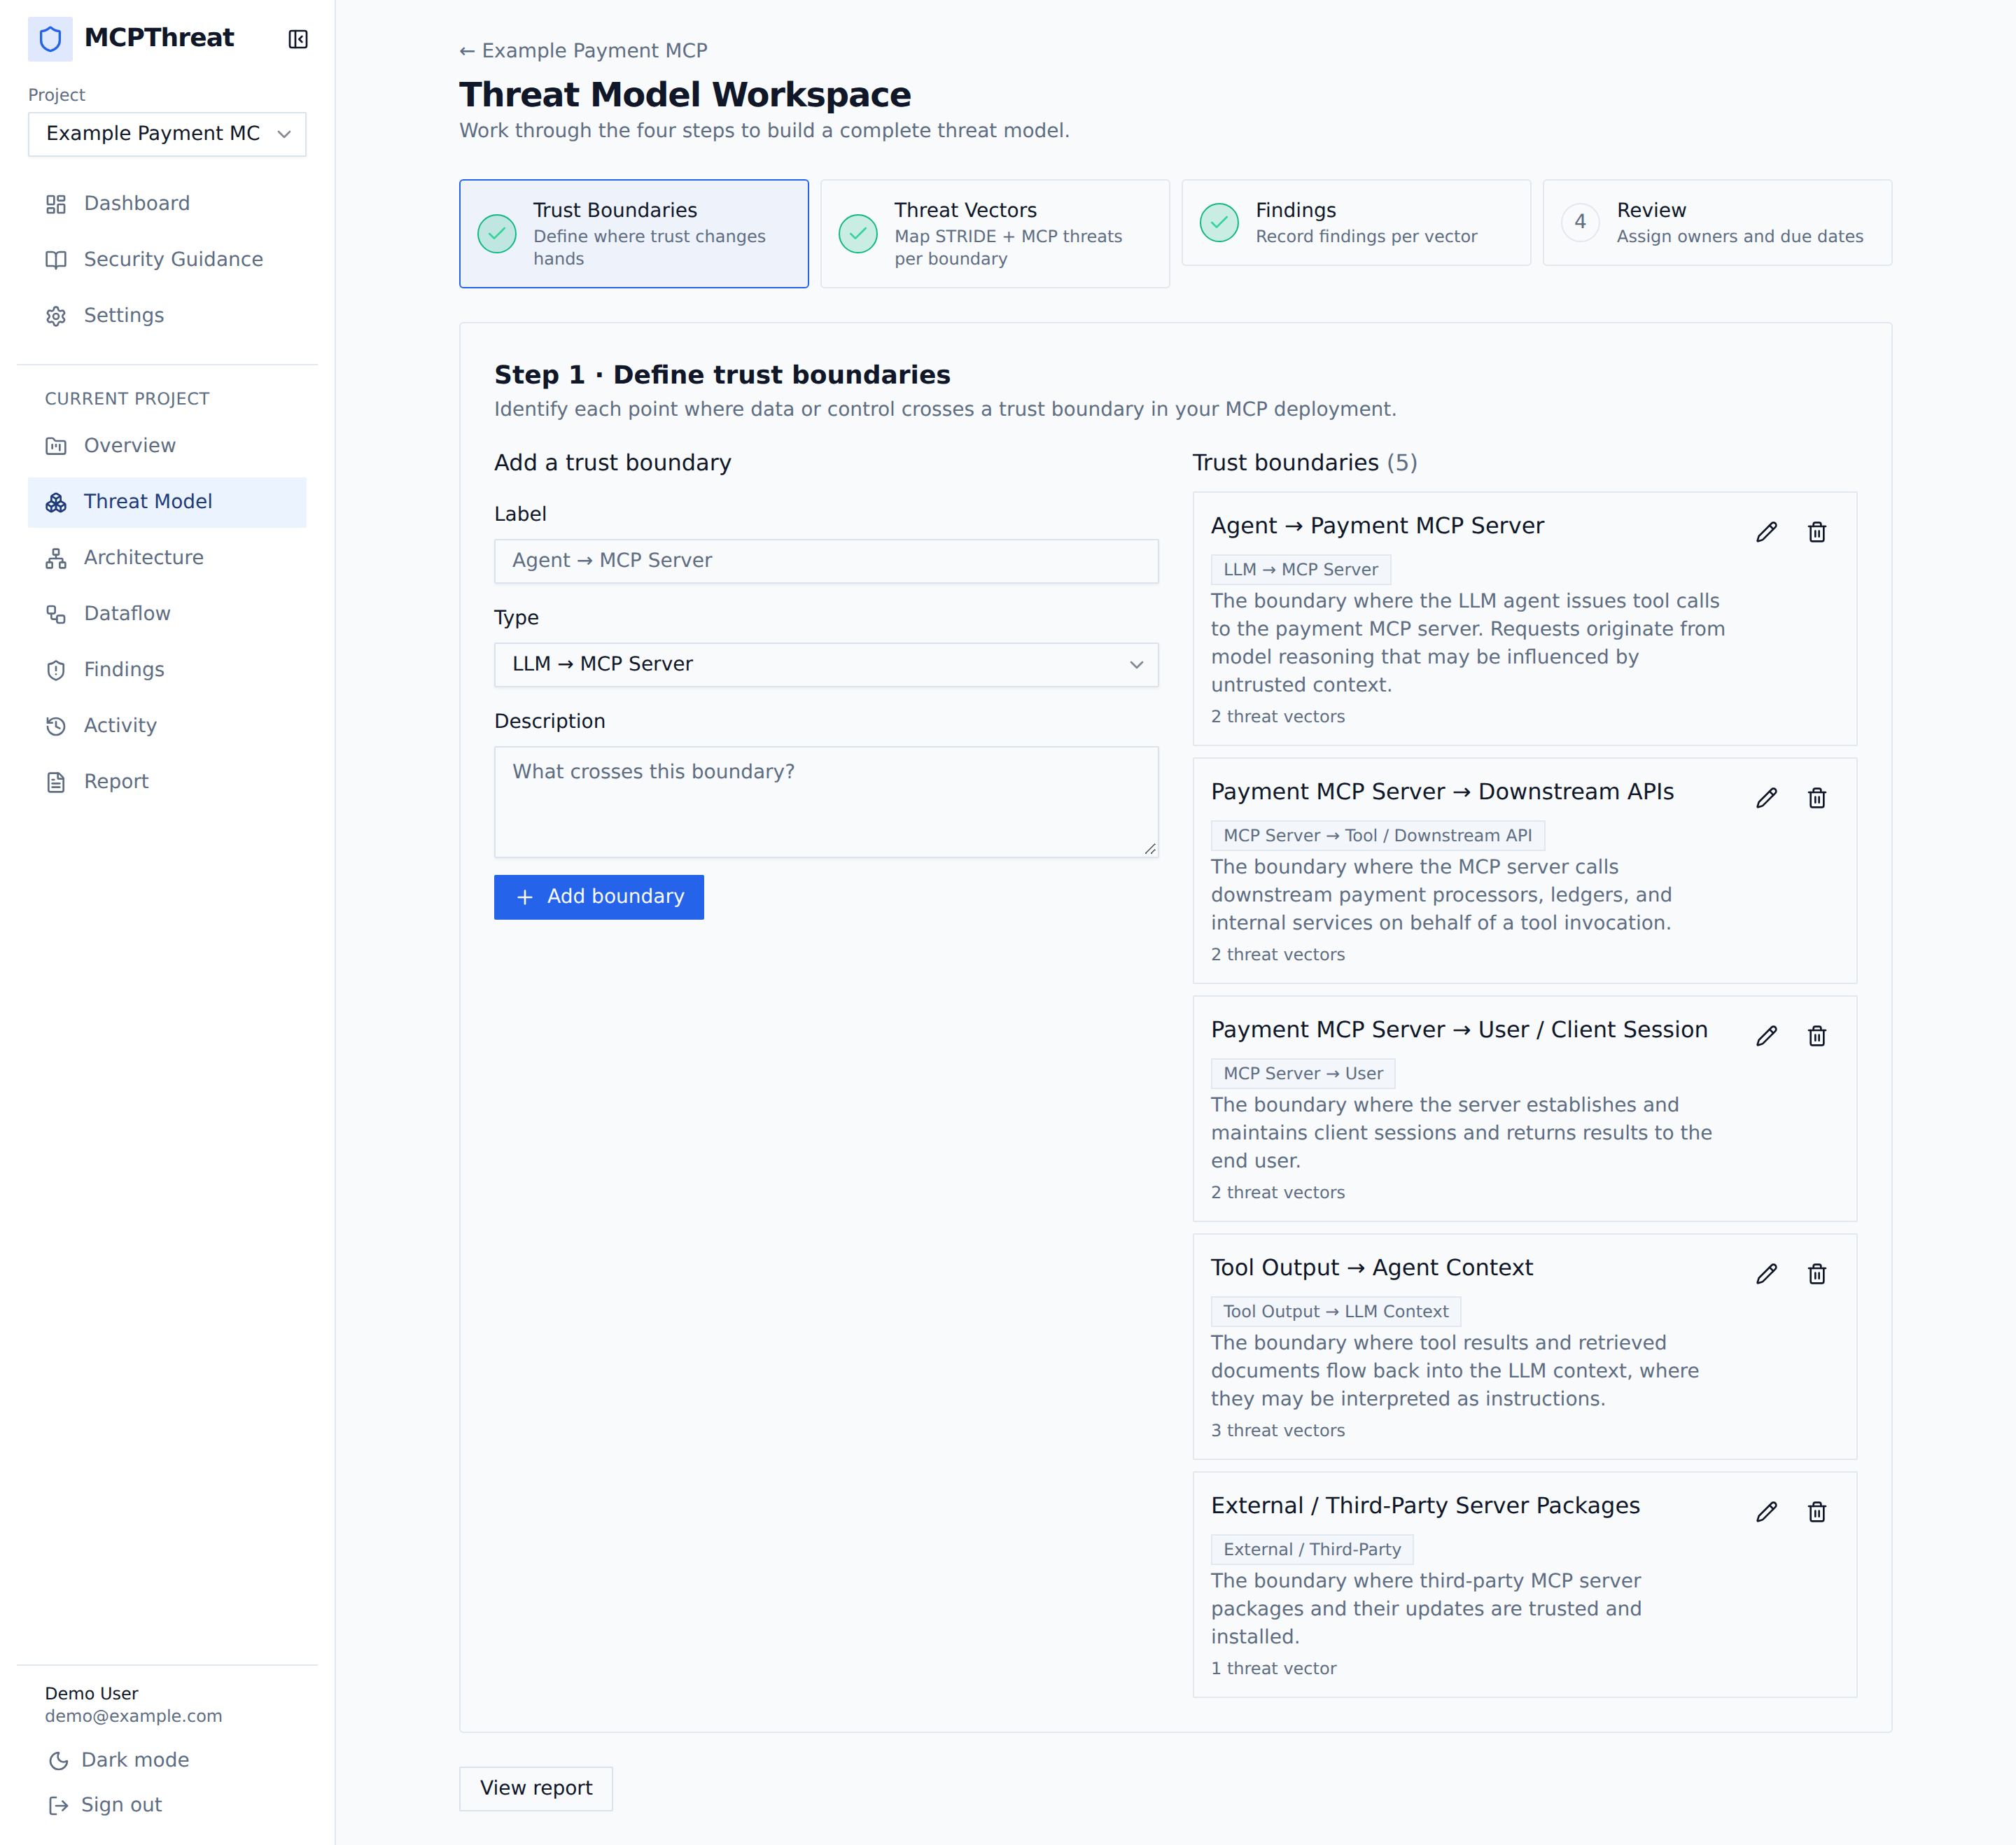 MCPThreat
Project
Example Payment MC
Dashboard
Security Guidance
Settings
CURRENT PROJECT
Overview
Threat Model
Architecture
Dataflow
Findings
Activity
Report
Demo User
demo@example.com
Dark mode
Sign out
← Example Payment MCP
Threat Model Workspace
Work through the four steps to build a complete threat model.
Trust Boundaries
Define where trust changes
hands
Threat Vectors
Map STRIDE + MCP threats
per boundary
Findings
Record findings per vector
4
Review
Assign owners and due dates
Step 1 · Define trust boundaries
Identify each point where data or control crosses a trust boundary in your MCP deployment.
Add a trust boundary
Label
Agent → MCP Server
Type
LLM → MCP Server
Description
What crosses this boundary?
Add boundary
Trust boundaries (5)
Agent → Payment MCP Server
LLM → MCP Server
The boundary where the LLM agent issues tool calls
to the payment MCP server. Requests originate from
model reasoning that may be influenced by
untrusted context.
2 threat vectors
Payment MCP Server → Downstream APIs
MCP Server → Tool / Downstream API
The boundary where the MCP server calls
downstream payment processors, ledgers, and
internal services on behalf of a tool invocation.
2 threat vectors
Payment MCP Server → User / Client Session
MCP Server → User
The boundary where the server establishes and
maintains client sessions and returns results to the
end user.
2 threat vectors
Tool Output → Agent Context
Tool Output → LLM Context
The boundary where tool results and retrieved
documents flow back into the LLM context, where
they may be interpreted as instructions.
3 threat vectors
External / Third-Party Server Packages
External / Third-Party
The boundary where third-party MCP server
packages and their updates are trusted and
installed.
1 threat vector
View report